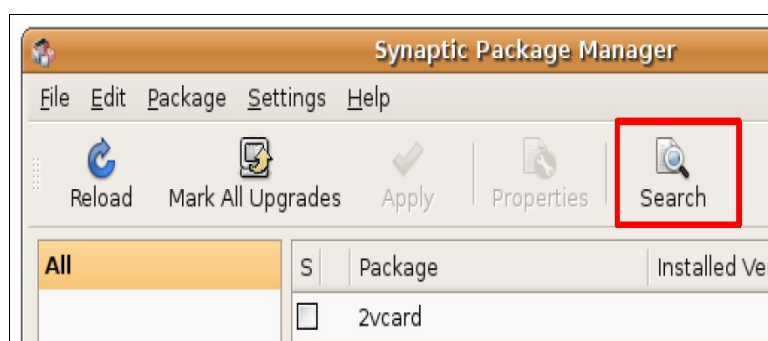 Synaptic Package Manager
File Edit Package Settings Help
Reload Mark All Upgrades Apply Properties Search
All S Package Installed Ve
2vcard